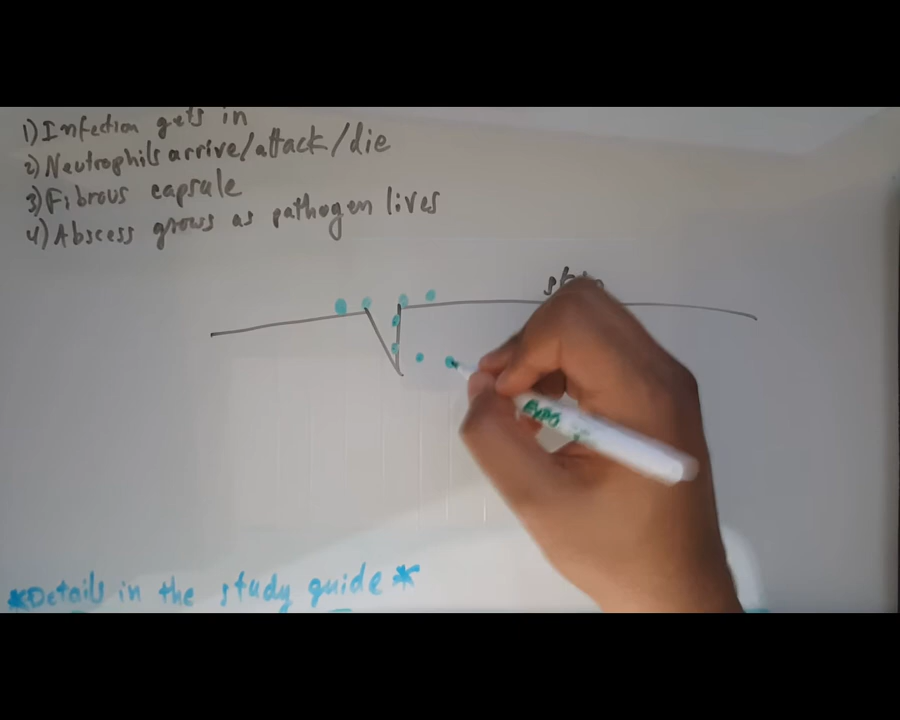 1) Infection gets in
2) Neutrophils arrive/attack/die
3) Fibrous capsule
4) Abscess grows as pathogen lives
EXPO
*Details in the study guide*